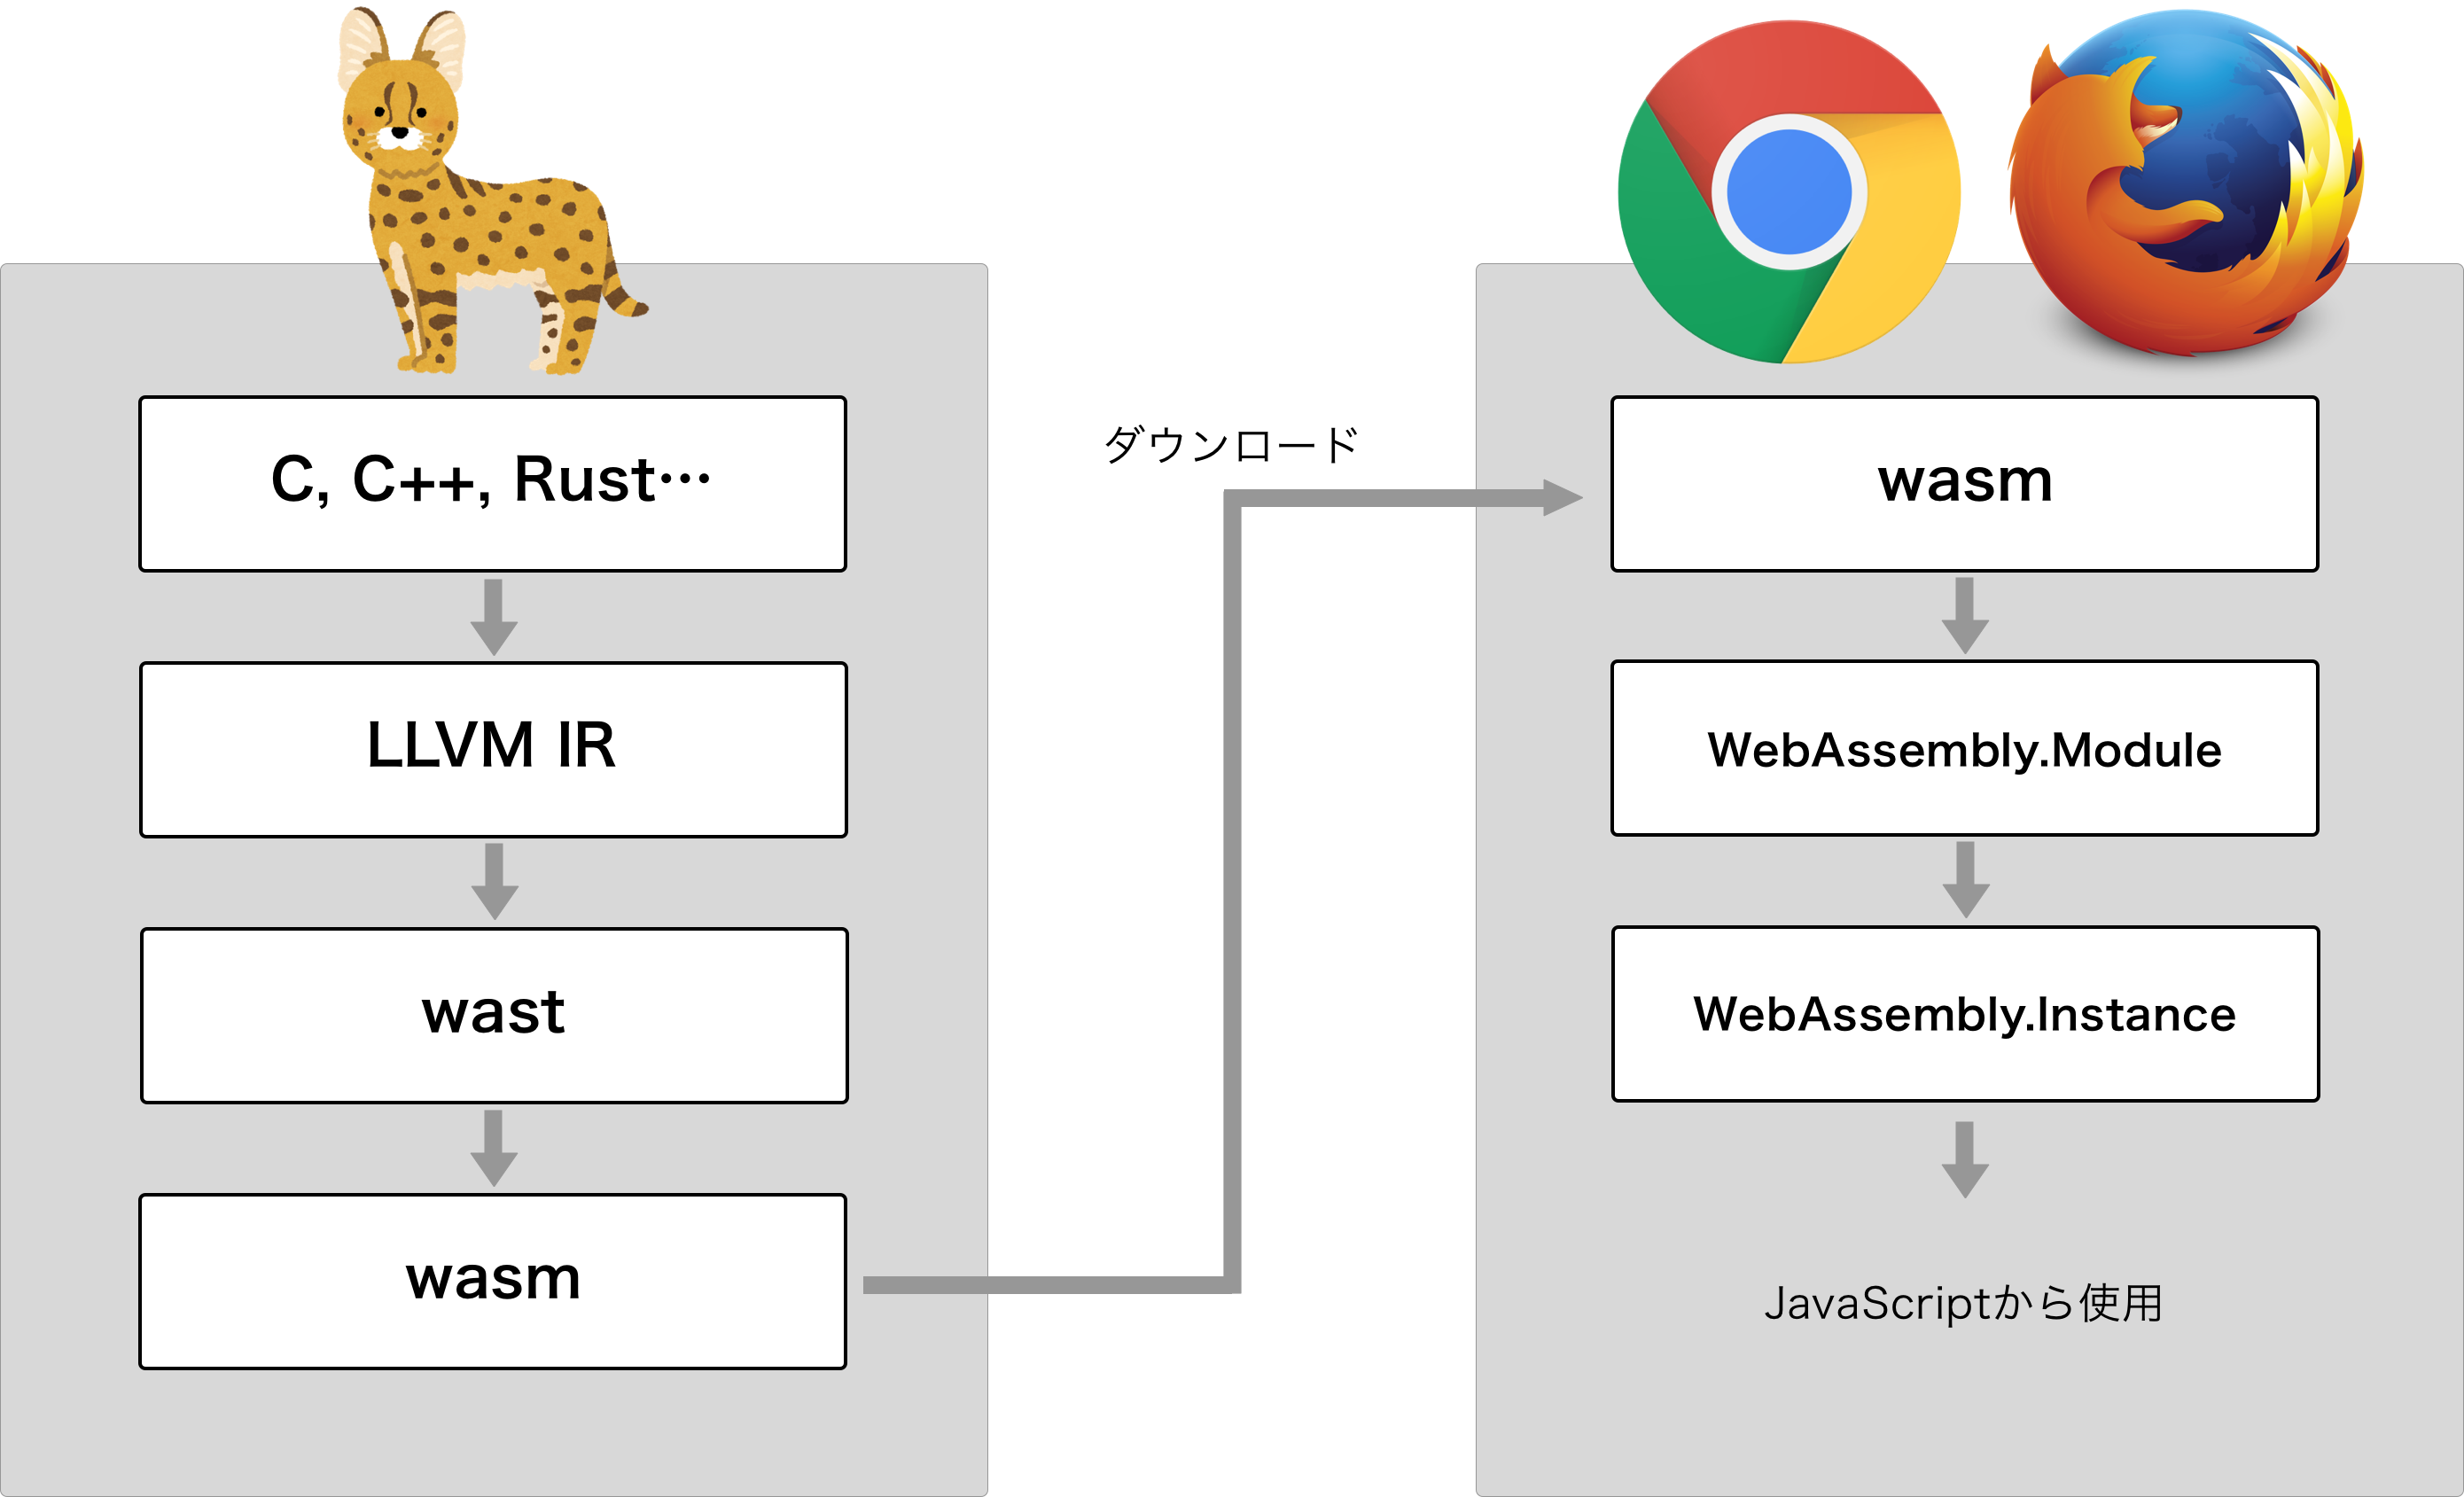 C, C++, Rust…
LLVM IR
wast
wasm
ダウンロード
wasm
WebAssembly.Module
WebAssembly.Instance
JavaScriptから使用